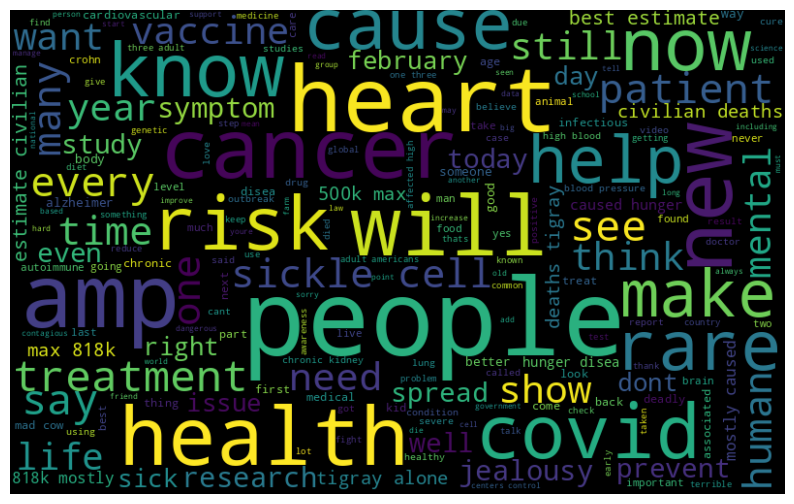 person
cardiovascular
support
medicine
cause
due
best estimate
way
cure
find
want
vaccine
care
start
manage
three adult
studies
still
now
science
used
crohn
know
february
age
group
seen
data
many
give
one three
day
patient
tell
school
year
symptom
heart
believe
animal
civilian deaths
genetic
step
take
big
infectious
national
study
cancer
global
case
high blood
video
including
today
help
never
estimate civilian
body
love
getting
new
diet
someone
blood pressure
must
every
level
disea
500k max
man
good
long
mental
alzheimer
drug
affected high
another
caused hunger
based
something
improve
outbreak
risk
will
positive
see
found
result
time
much
keep
law
increase
doctor
hard
youre
farm
died
food
yes
thats
deaths tigray
think
even
reduce
use
adult americans
known
autoimmune
going
said
sickle cell
point
old
treat
always
chronic
next
cant
sorry
common
make
amp
one
people
contagious
last
dangerous
part
live
add
test
report
country
rare
max 818k
right
awareness
two
world
lung
better
hunger disea
thank
treatment
first
chronic kidney
need
called
look
dont
brain
mostly caused
friend
problem
show
say
best
thing
issue
medical
spread
come
back
associated
deadly
humane
mad cow
got
kid
condition
government
check
using
health
severe
cell
covid
taken
fight
die
talk
life
lot
healthy
well
early
prevent
818k mostly
sick
research
tigray alone
jealousy
important
terrible
centers control